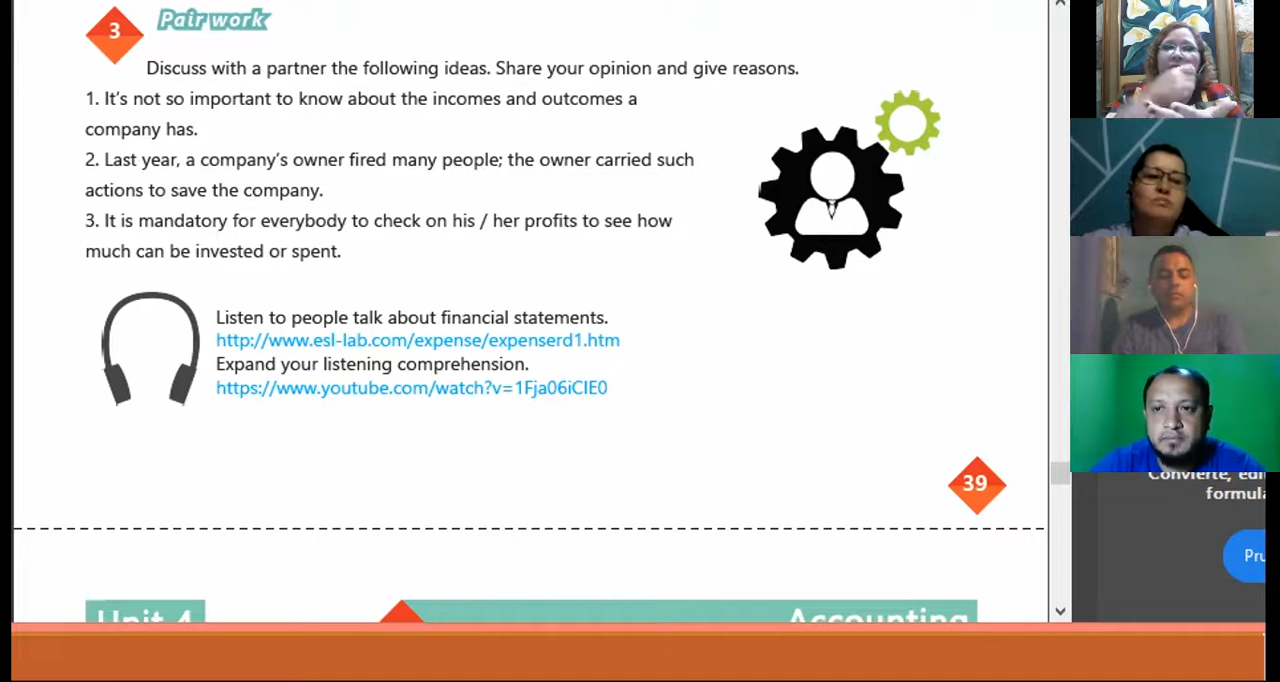 3
Pair work
Discuss with a partner the following ideas. Share your opinion and give reasons.
1. It's not so important to know about the incomes and outcomes a
company has.
2. Last year, a company's owner fired many people; the owner carried such
actions to save the company.
3. It is mandatory for everybody to check on his / her profits to see how
much can be invested or spent.
Listen to people talk about financial statements.
http://www.esl-lab.com/expense/expenserd1.htm
Expand your listening comprehension.
https://www.youtube.com/watch?v=1Fja06iCIE0
39
Unit 4
Accounting
Convierte, edi
formula
Pru